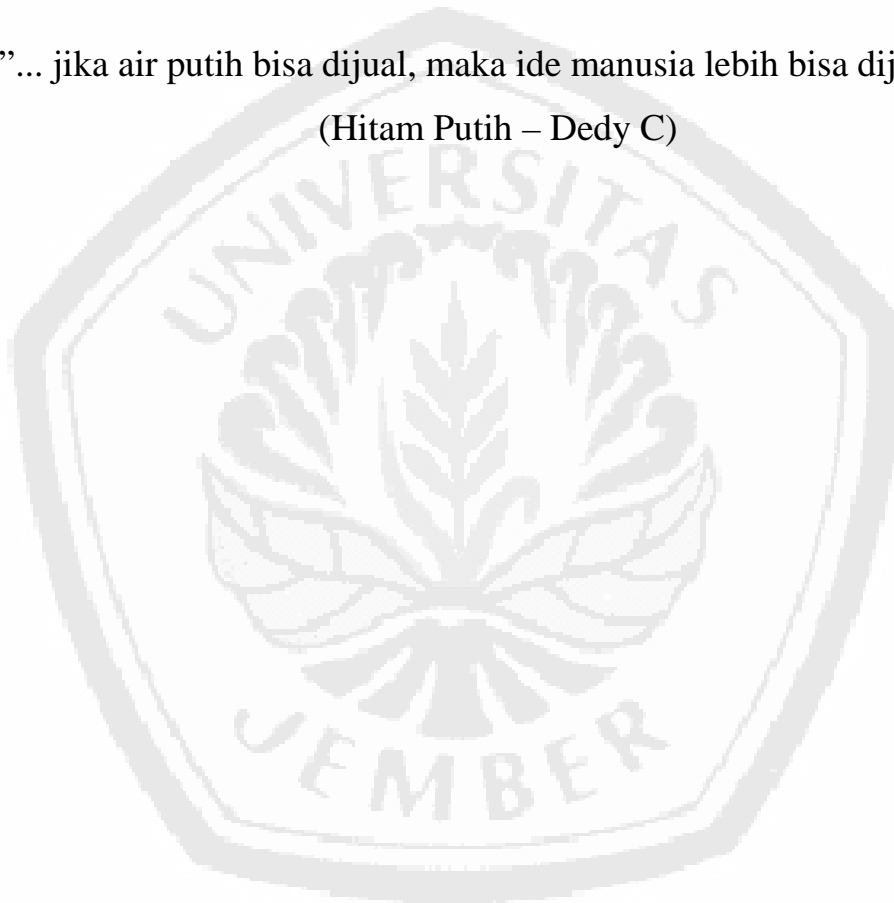 ”... jika air putih bisa dijual, maka ide manusia lebih bisa dij
(Hitam Putih – Dedy C)
UNIVERSITAS
JEMBER